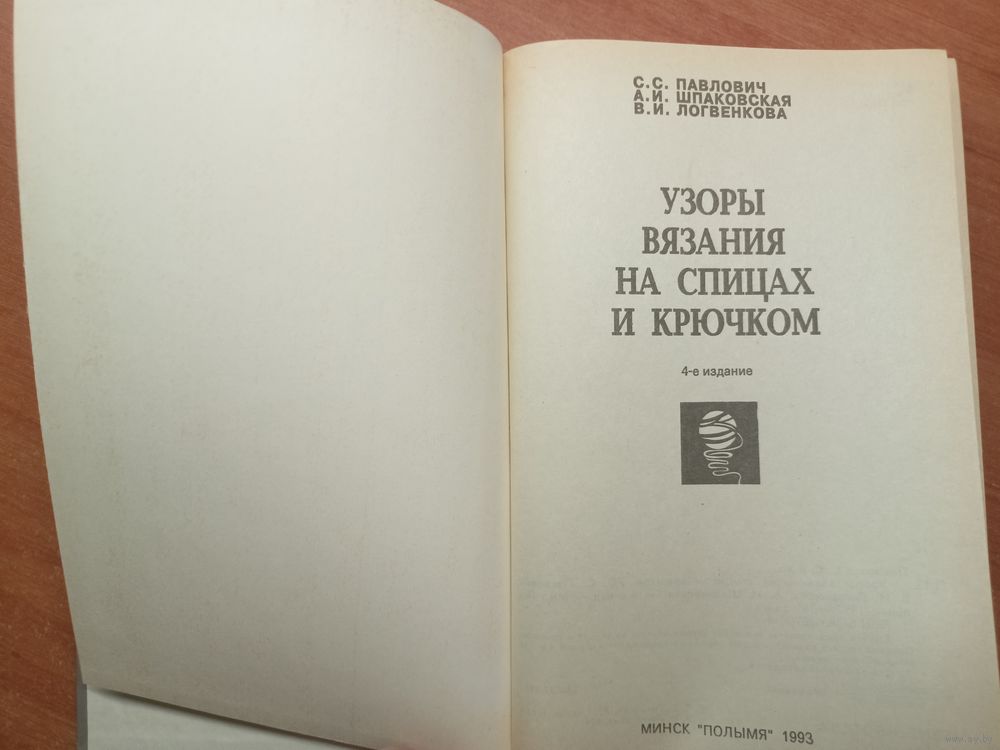 С.С. ПАВЛОВИЧ
А.И. ШПАКОВСКАЯ
В.И. ЛОГВЕНКОВА
УЗОРЫ
ВЯЗАНИЯ
НА СПИЦАХ
И КРЮЧКОМ
4-е издание
МИНСК "ПОЛЫМЯ" 1993